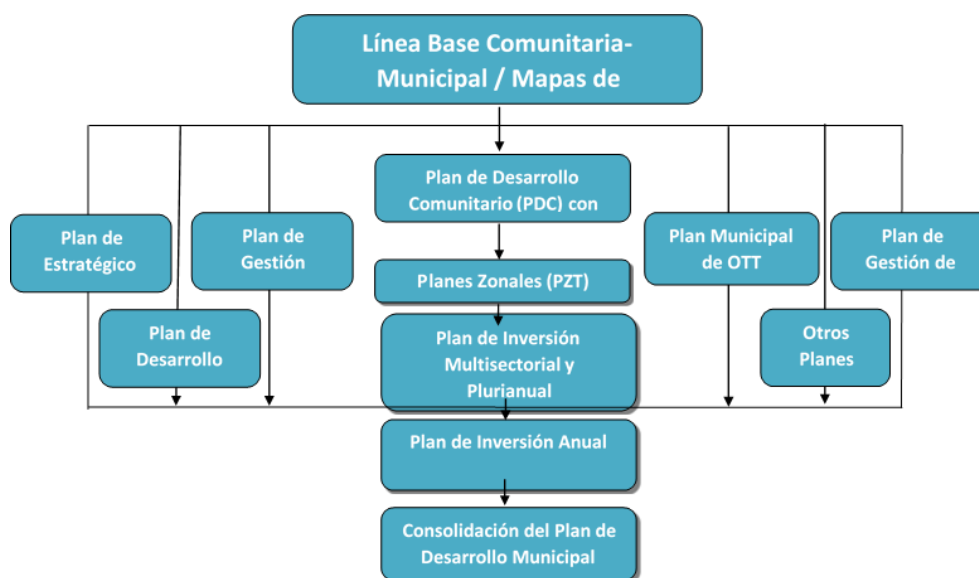 Línea Base Comunitaria-
Municipal / Mapas de
Plan de Desarrollo
Comunitario (PDC) con
Plan de
Estratégico
Plan de
Gestión
Plan Municipal
de OTT
Plan de
Gestión de
Planes Zonales (PZT)
Plan de
Desarrollo
Plan de Inversión
Multisectorial y
Plurianual
Otros
Planes
Plan de Inversión Anual
Consolidación del Plan de
Desarrollo Municipal